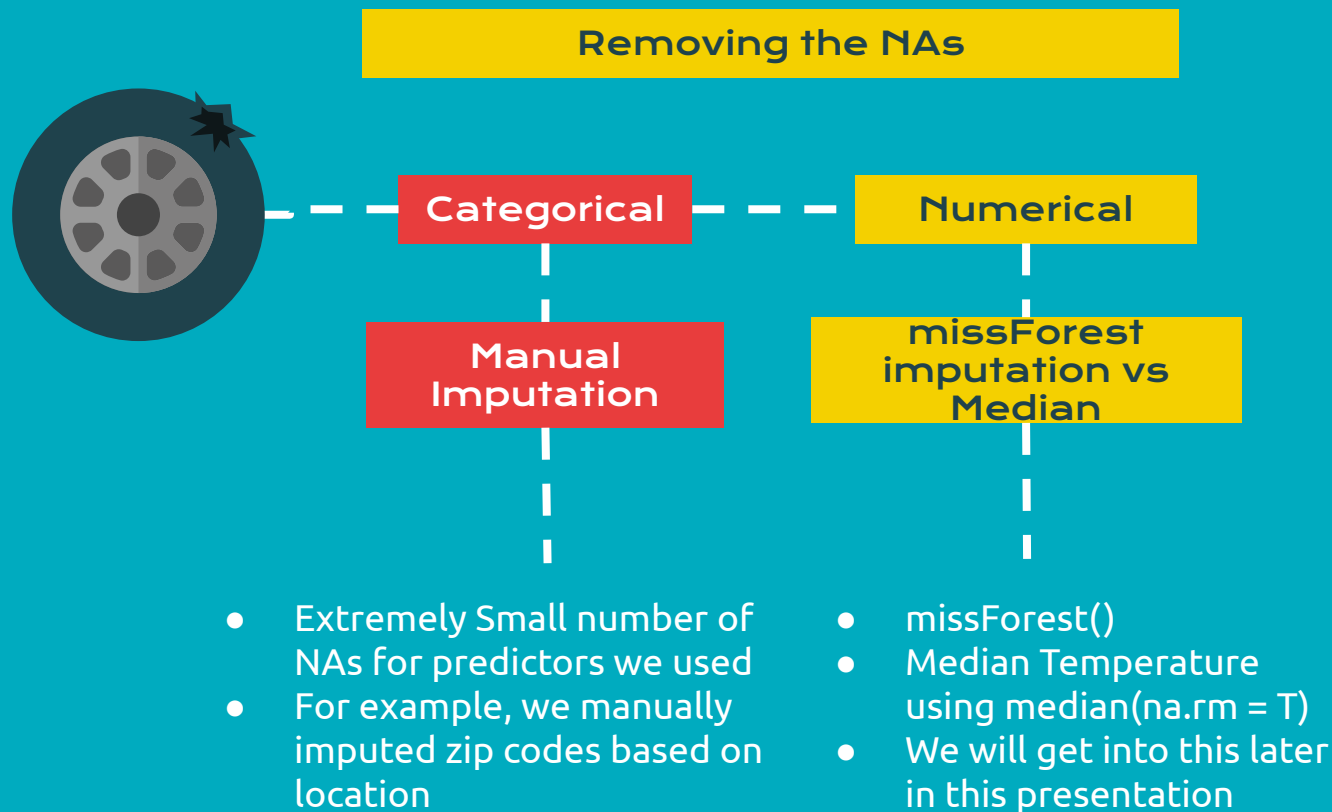 Removing the NAs
Categorical
Numerical
Manual
Imputation
missForest
imputation vs
Median
● Extremely Small number of
NAs for predictors we used
● For example, we manually
imputed zip codes based on
location
● missForest()
● Median Temperature
using median(na.rm = T)
● We will get into this later
in this presentation